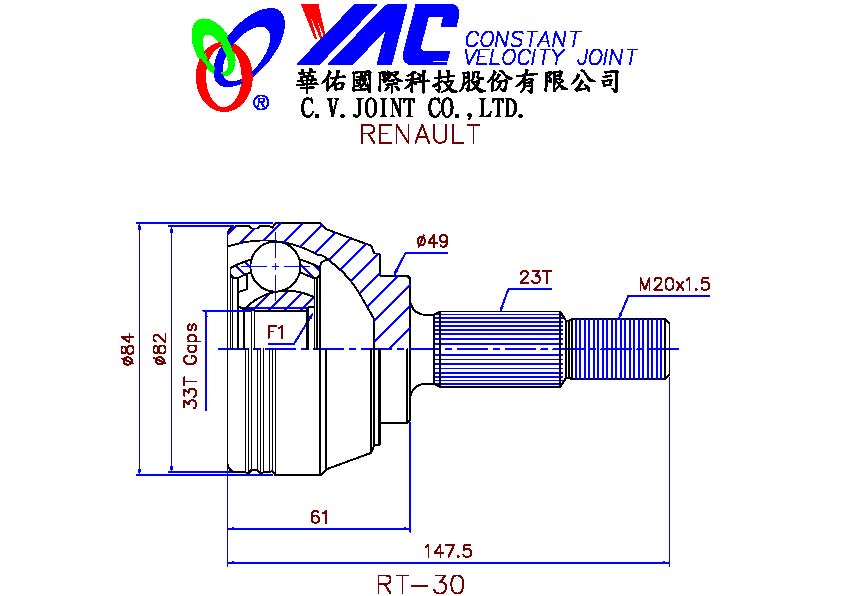 YAC CONSTANT
VELOCITY JOINT
®
華佑國際科技股份有限公司
C.V.JOINT CO.,LTD.
RENAULT
ø49
23T
M20x1.5
F1
ø84
ø82
33T Gaps
61
147.5
RT-30